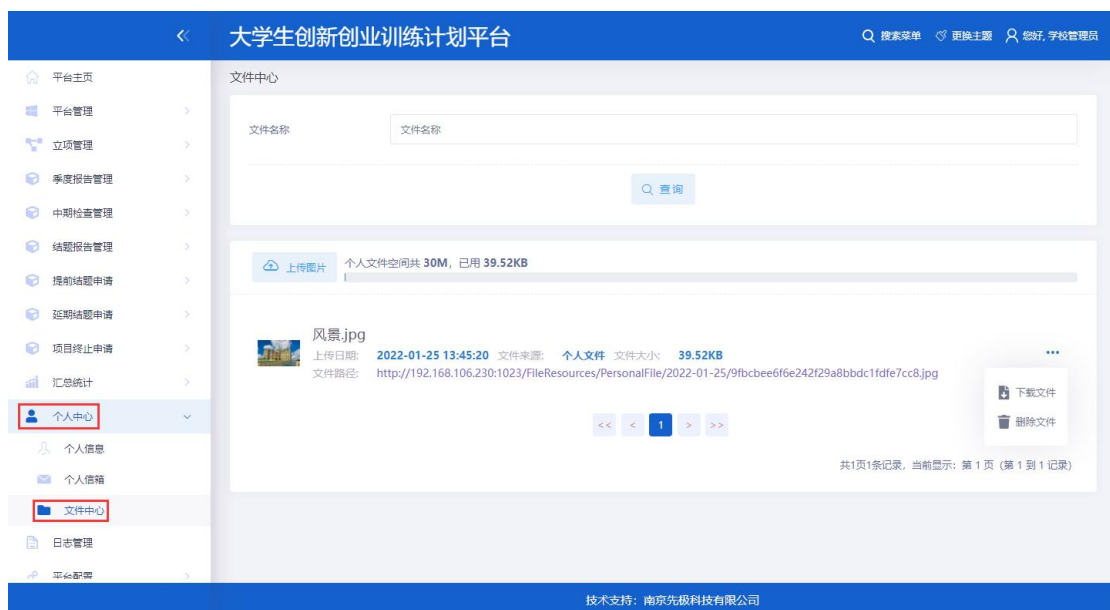 大学生创新创业训练计划平台
搜索菜单 更换主题 您好, 学校管理员
平台主页
平台管理
立项管理
季度报告管理
中期检查管理
结题报告管理
提前结题申请
延期结题申请
项目终止申请
汇总统计
个人中心
个人信息
个人信箱
文件中心
日志管理
平台配置
文件中心
文件名称 文件名称
查询
上传图片 个人文件空间共 30M，已用 39.52KB
风景.jpg
上传日期: 2022-01-25 13:45:20 文件来源: 个人文件 文件大小: 39.52KB
文件路径: http://192.168.106.230:1023/FileResources/PersonalFile/2022-01-25/9fbcbee6f6e242f29a8bbdc1fdfe7cc8.jpg
下载文件
删除文件
<< < 1 > >>
共1页1条记录, 当前显示: 第 1 页 (第 1 到 1 记录)
技术支持：南京先极科技有限公司